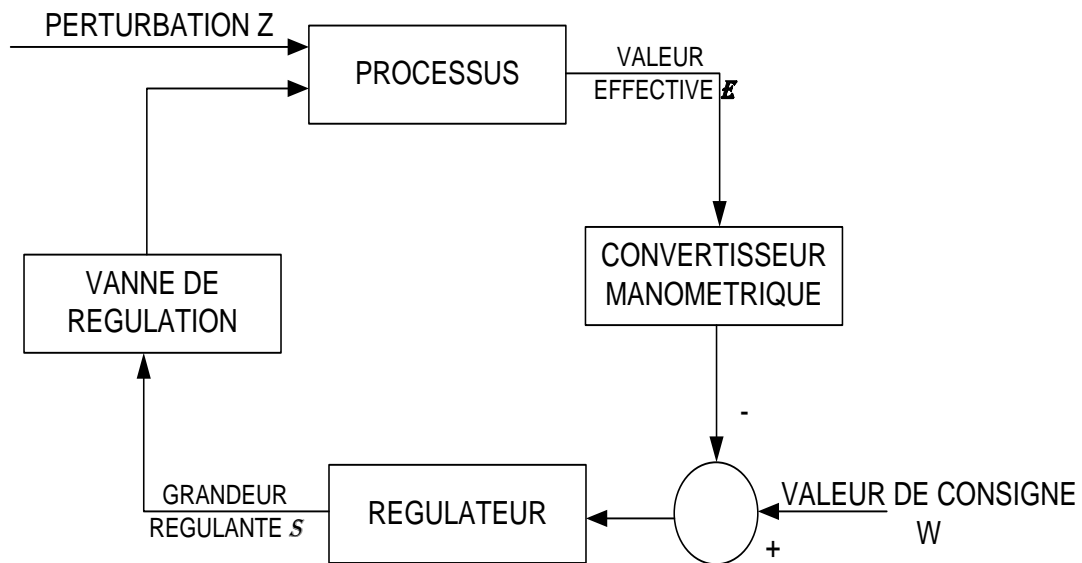 PERTURBATION Z
PROCESSUS
VALEUR
EFFECTIVE E
CONVERTISSEUR
MANOMETRIQUE
VANNE DE
REGULATION
-
GRANDEUR
REGULANTE S
REGULATEUR
VALEUR DE CONSIGNE
W
+